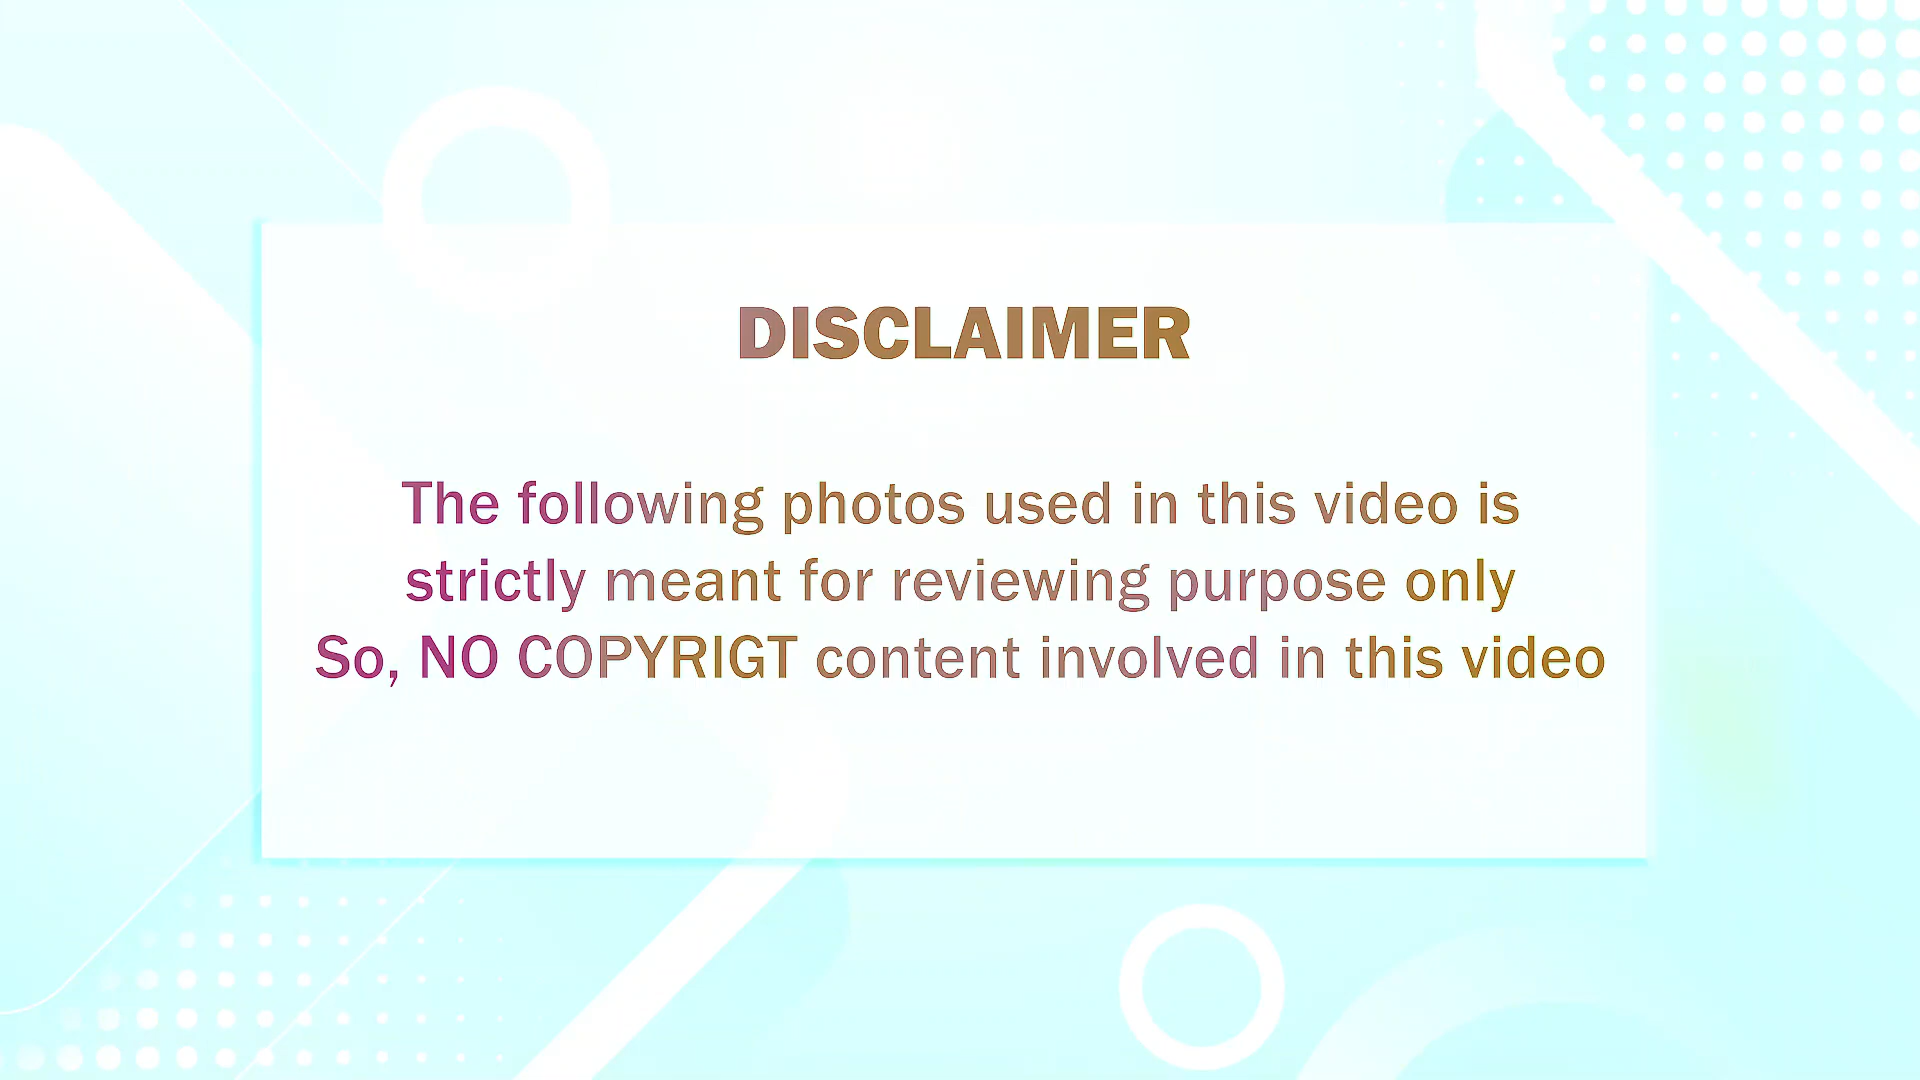 DISCLAIMER
The following photos used in this video is
strictly meant for reviewing purpose only
So, NO COPYRIGT content involved in this video